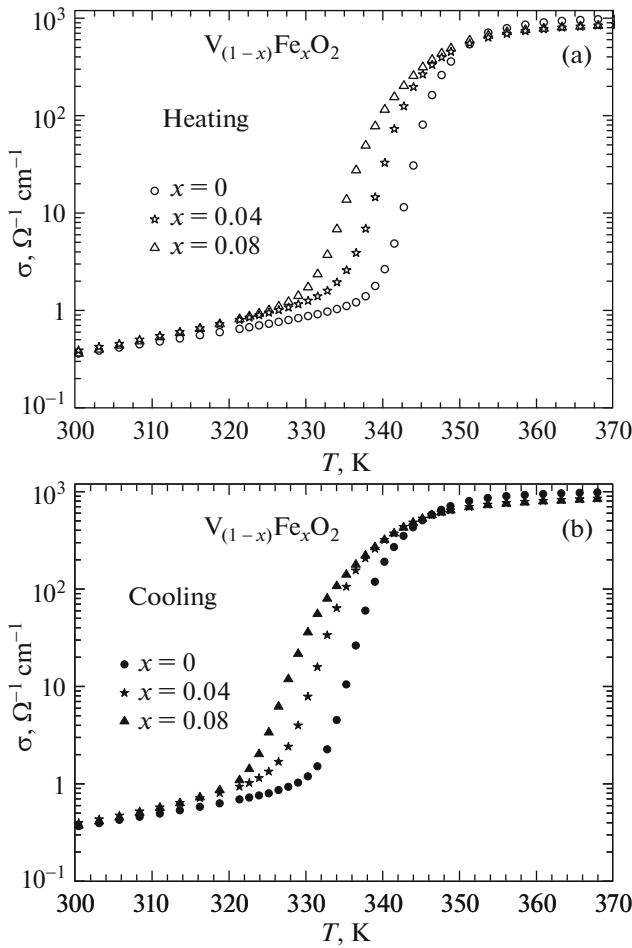 10³
V₍₁ ₋ ₓ₎FeₓO₂
(a)
10²
Heating
x = 0
x = 0.04
x = 0.08
σ, Ω⁻¹ cm⁻¹
10¹
1
10⁻¹
300 310 320 330 340 350 360 370
T, K
10³
V₍₁ ₋ ₓ₎FeₓO₂
(b)
10²
Cooling
x = 0
x = 0.04
x = 0.08
σ, Ω⁻¹ cm⁻¹
10¹
1
10⁻¹
300 310 320 330 340 350 360 370
T, K